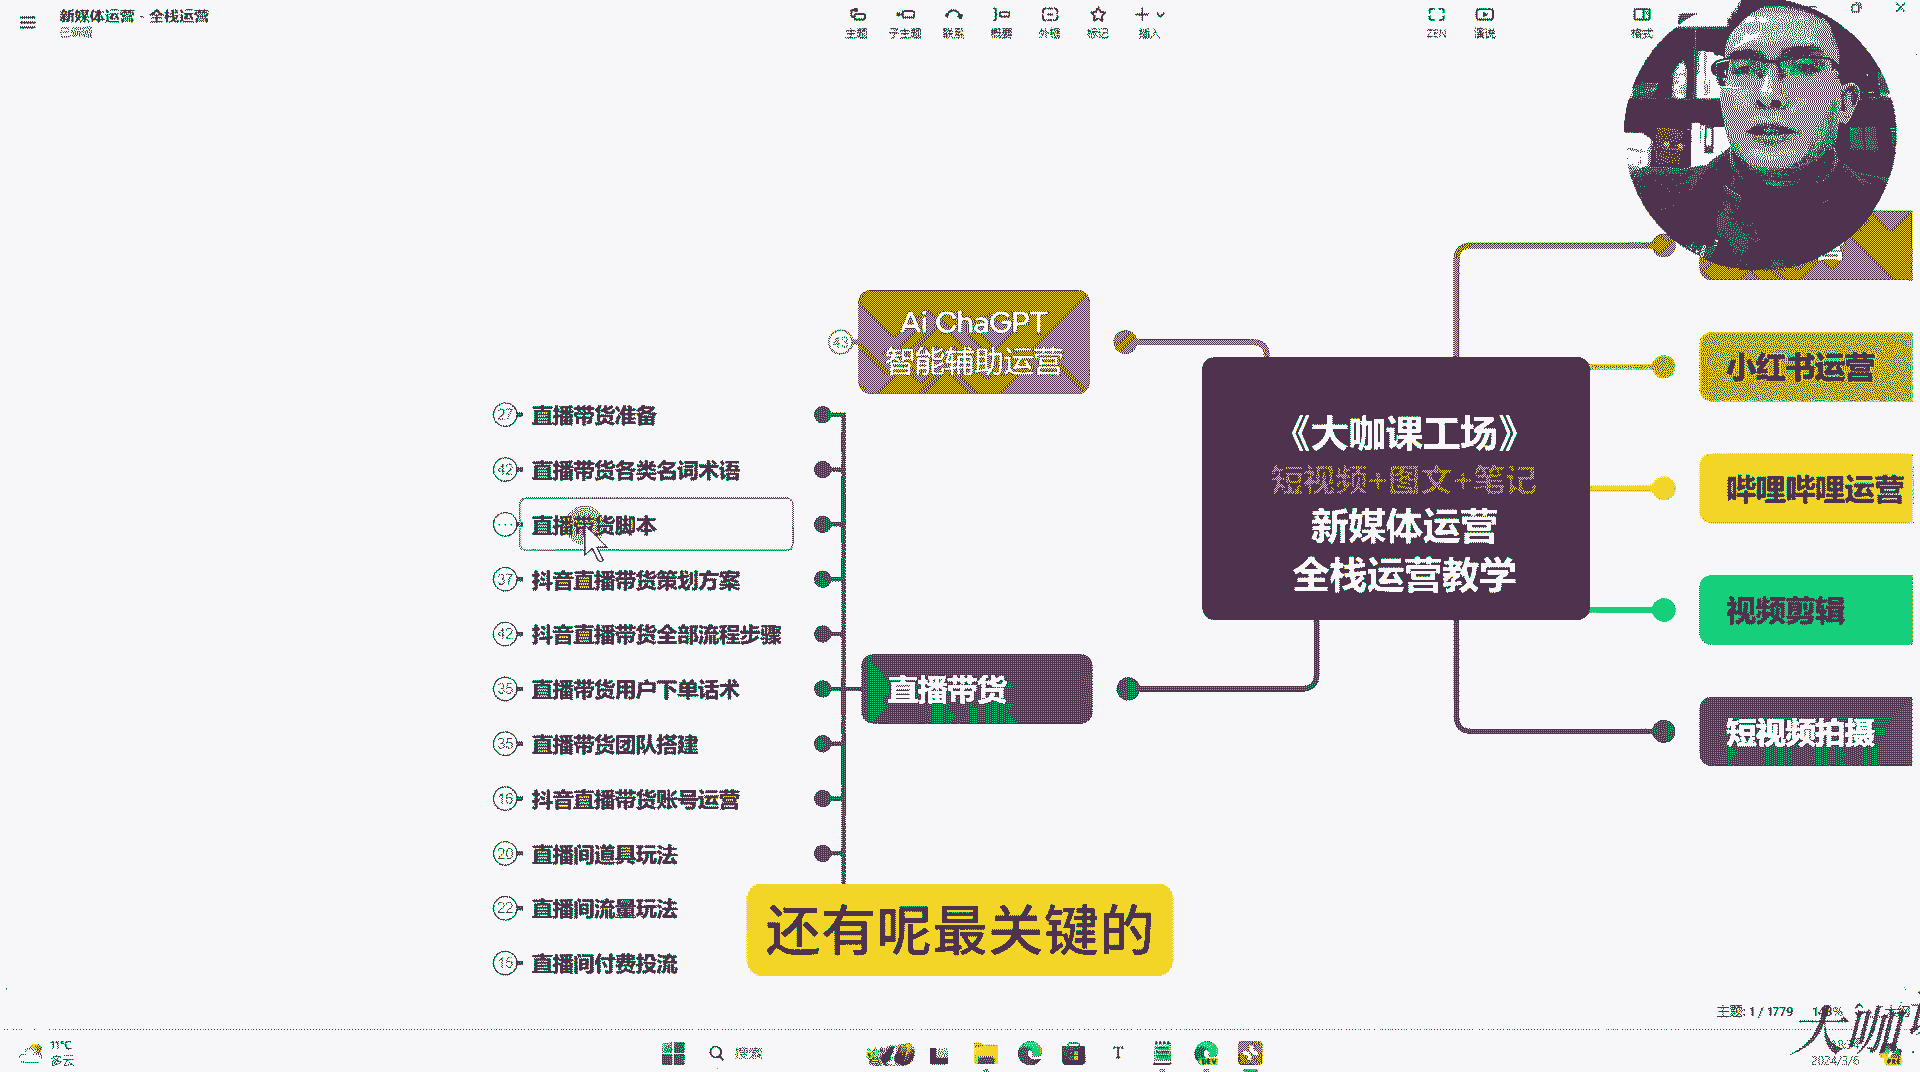 新媒体运营 - 全栈运营
已编辑
主题 子主题 联系 概要 外框 标记 插入
ZEN 演说
格式
Ai ChaGPT
智能辅助运营
43
27 直播带货准备
42 直播带货各类名词术语
直播带货脚本
37 抖音直播带货策划方案
42 抖音直播带货全部流程步骤
35 直播带货用户下单话术
35 直播带货团队搭建
16 抖音直播带货账号运营
20 直播间道具玩法
22 直播间流量玩法
15 直播间付费投流
直播带货
《大咖课工场》
短视频+图文+笔记
新媒体运营
全栈运营教学
小红书运营
哔哩哔哩运营
视频剪辑
短视频拍摄
还有呢最关键的
主题: 1 / 1779
大咖
11°C
多云
搜索
2024/3/6